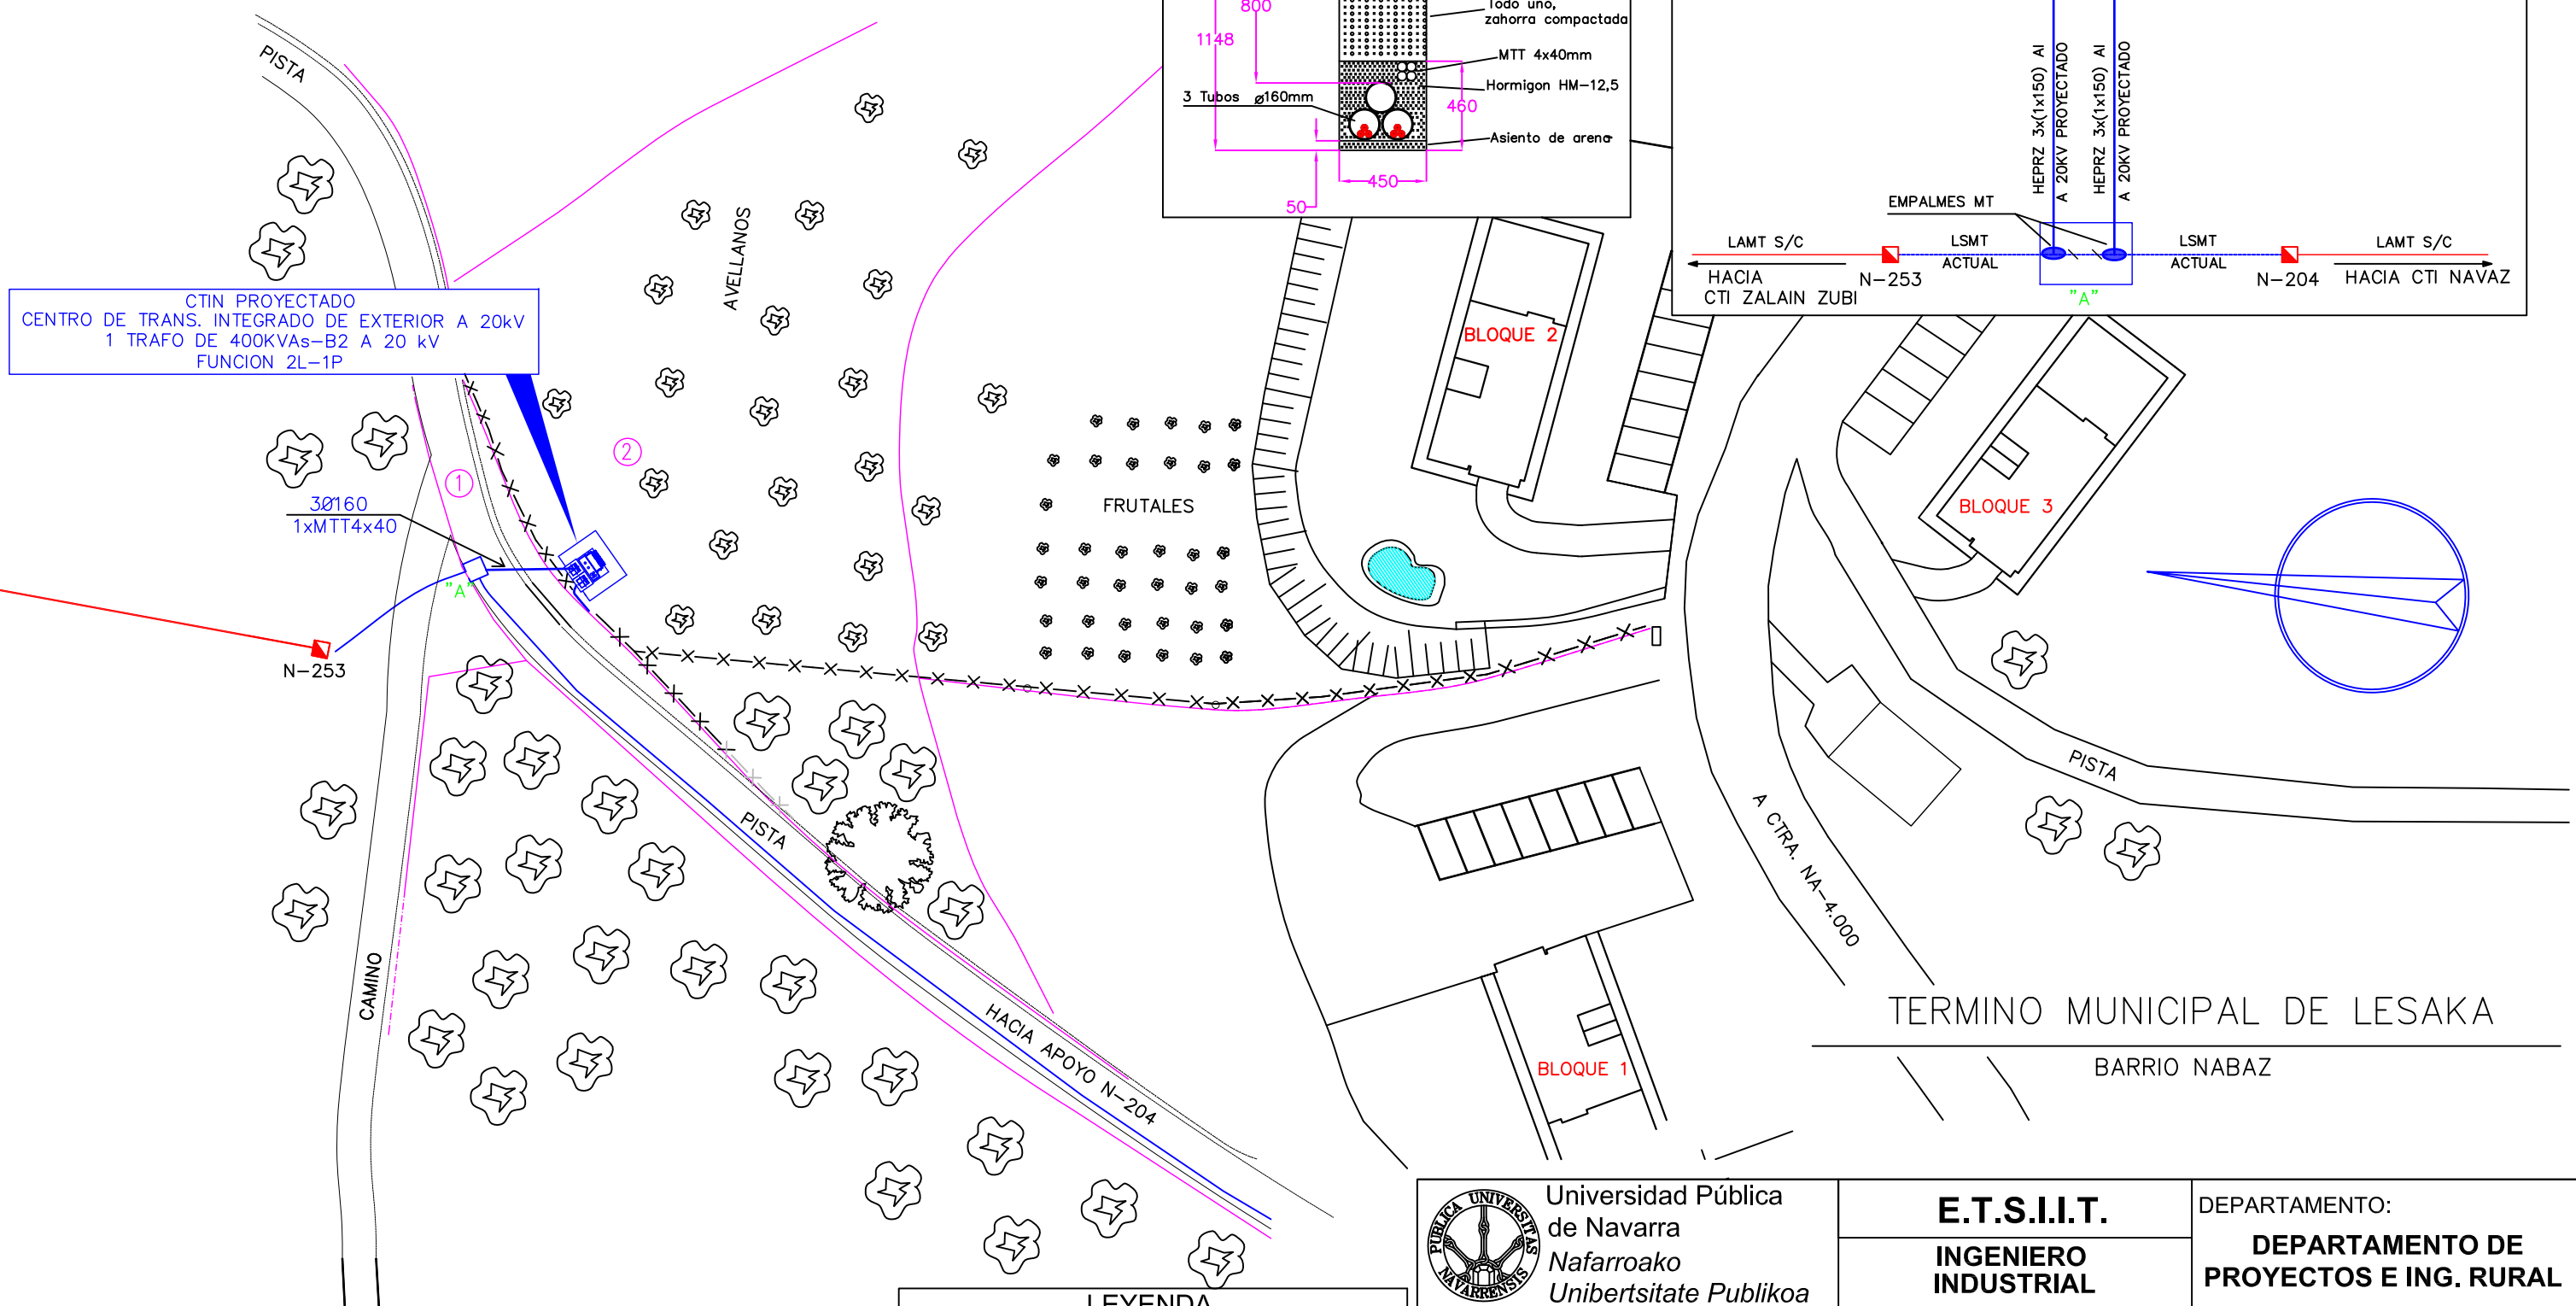 PISTA
CTIN PROYECTADO
CENTRO DE TRANS. INTEGRADO DE EXTERIOR A 20kV
1 TRAFO DE 400KVAs-B2 A 20 kV
FUNCION 2L-1P
AVELLANOS
1
2
3Ø160
1xMTT4x40
"A"
N-253
FRUTALES
PISTA
CAMINO
HACIA APOYO N-204
800
1148
Todo uno,
zahorra compactada
MTT 4x40mm
Hormigon HM-12,5
3 Tubos ø160mm
460
Asiento de arena
450
50
HEPRZ 3x(1x150) Al
A 20KV PROYECTADO
HEPRZ 3x(1x150) Al
A 20KV PROYECTADO
EMPALMES MT
LAMT S/C
LSMT
ACTUAL
LSMT
ACTUAL
LAMT S/C
HACIA
CTI ZALAIN ZUBI
N-253
"A"
N-204
HACIA CTI NAVAZ
BLOQUE 2
BLOQUE 3
PISTA
A CTRA. NA-4.000
BLOQUE 1
TERMINO MUNICIPAL DE LESAKA
BARRIO NABAZ
LEYENDA
PUBLICA UNIVERSITAS NAVARRENSIS
Universidad Pública
de Navarra
Nafarroako
Unibertsitate Publikoa
E.T.S.I.I.T.
INGENIERO
INDUSTRIAL
DEPARTAMENTO:
DEPARTAMENTO DE
PROYECTOS E ING. RURAL